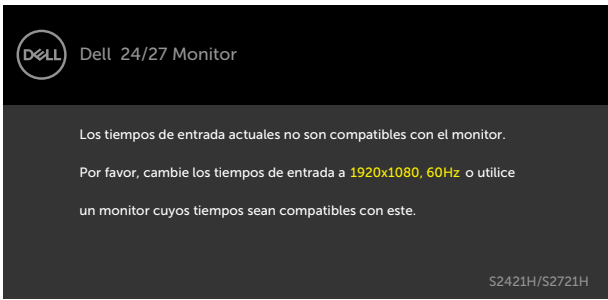 DELL
Dell 24/27 Monitor
Los tiempos de entrada actuales no son compatibles con el monitor.
Por favor, cambie los tiempos de entrada a 1920x1080, 60Hz o utilice
un monitor cuyos tiempos sean compatibles con este.
S2421H/S2721H